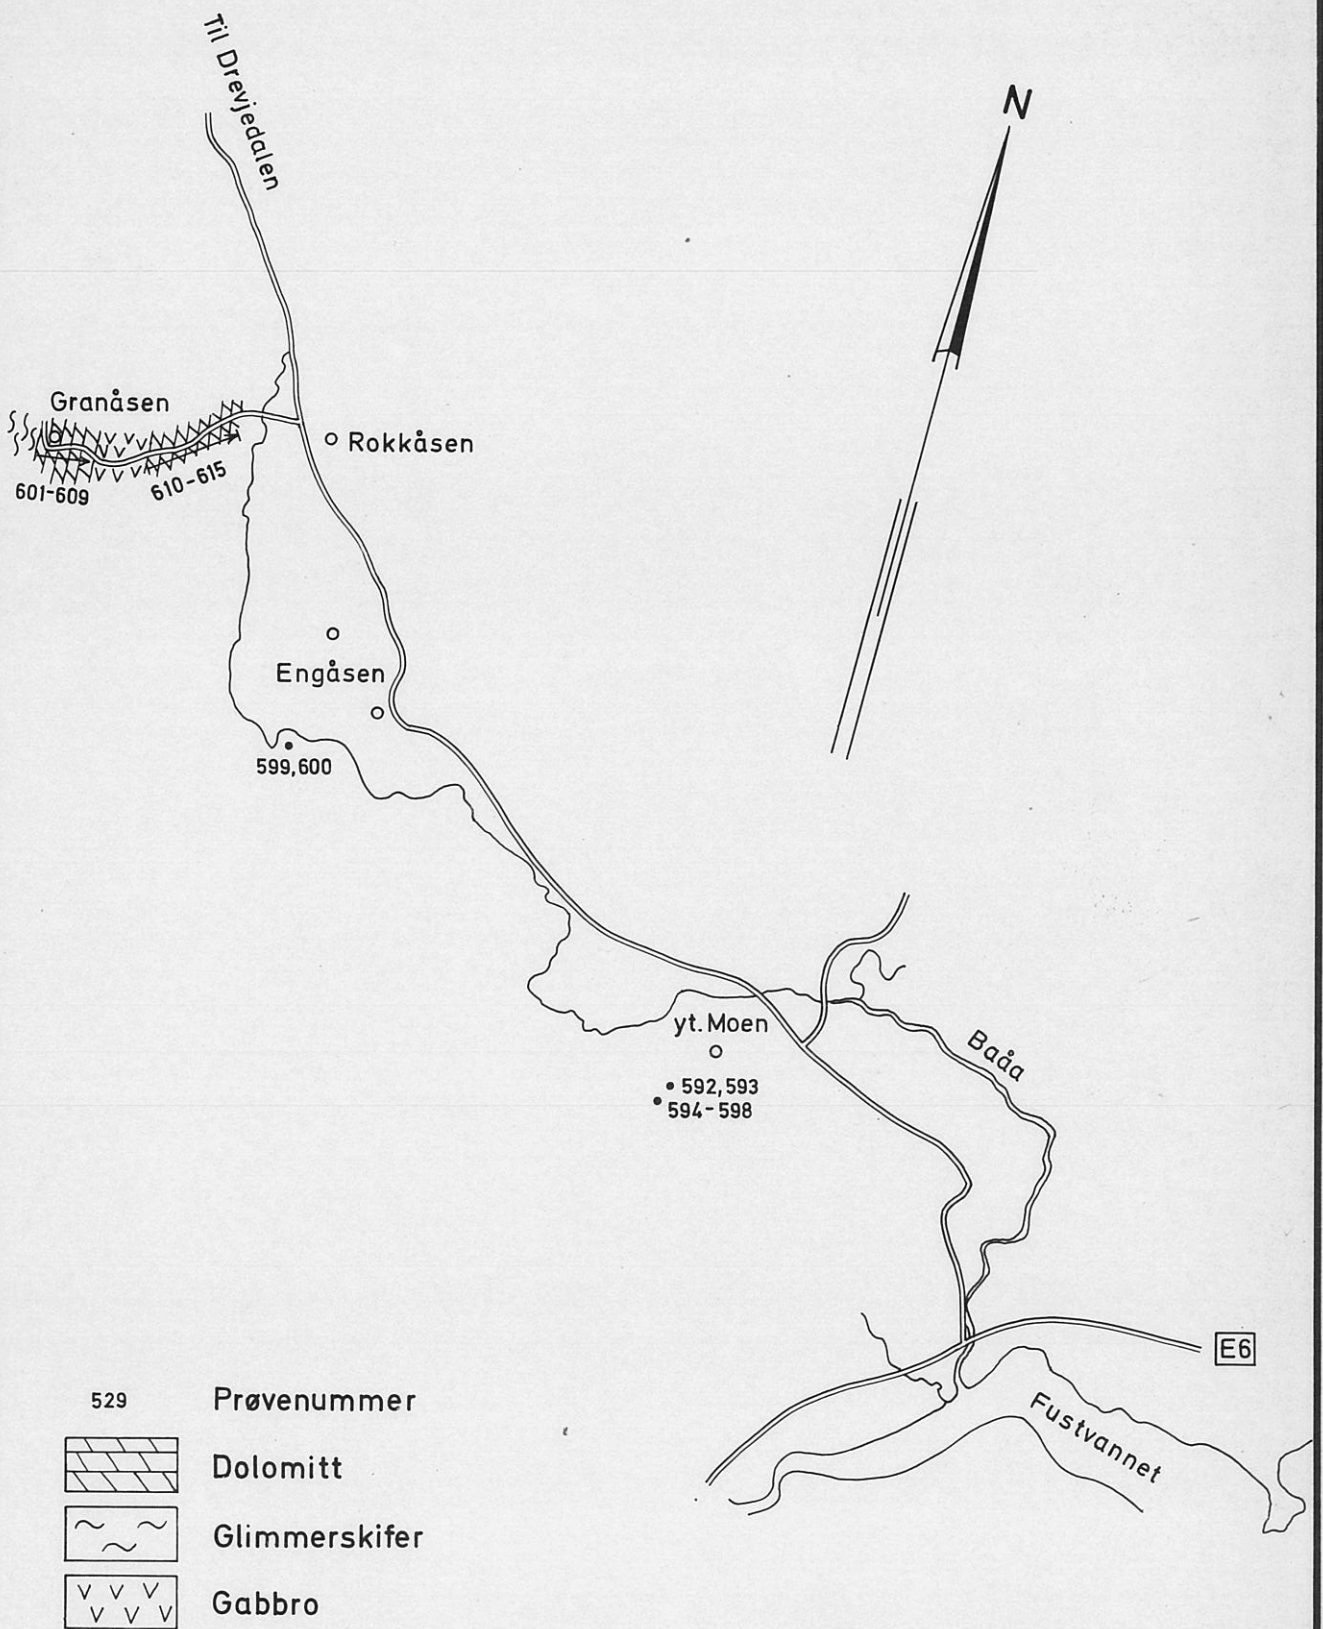 Til Drevjedalen
N
Granåsen
Rokkåsen
601-609
610-615
Engåsen
599,600
yt. Moen
592,593
594-598
Baåa
E6
Fustvannet
529 Prøvenummer
Dolomitt
Glimmerskifer
Gabbro